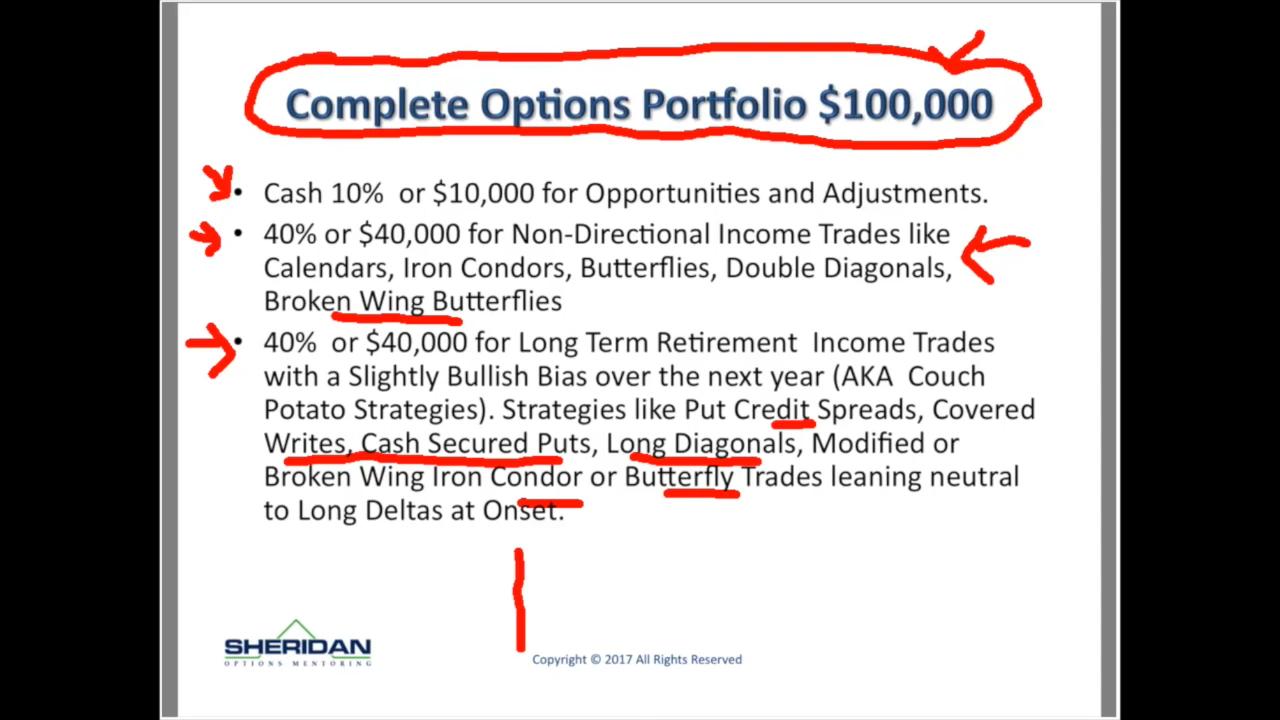 Complete Options Portfolio $100,000
• Cash 10% or $10,000 for Opportunities and Adjustments.
• 40% or $40,000 for Non-Directional Income Trades like
Calendars, Iron Condors, Butterflies, Double Diagonals,
Broken Wing Butterflies
• 40% or $40,000 for Long Term Retirement Income Trades
with a Slightly Bullish Bias over the next year (AKA Couch
Potato Strategies). Strategies like Put Credit Spreads, Covered
Writes, Cash Secured Puts, Long Diagonals, Modified or
Broken Wing Iron Condor or Butterfly Trades leaning neutral
to Long Deltas at Onset.
SHERIDAN
OPTIONS MENTORING
Copyright © 2017 All Rights Reserved